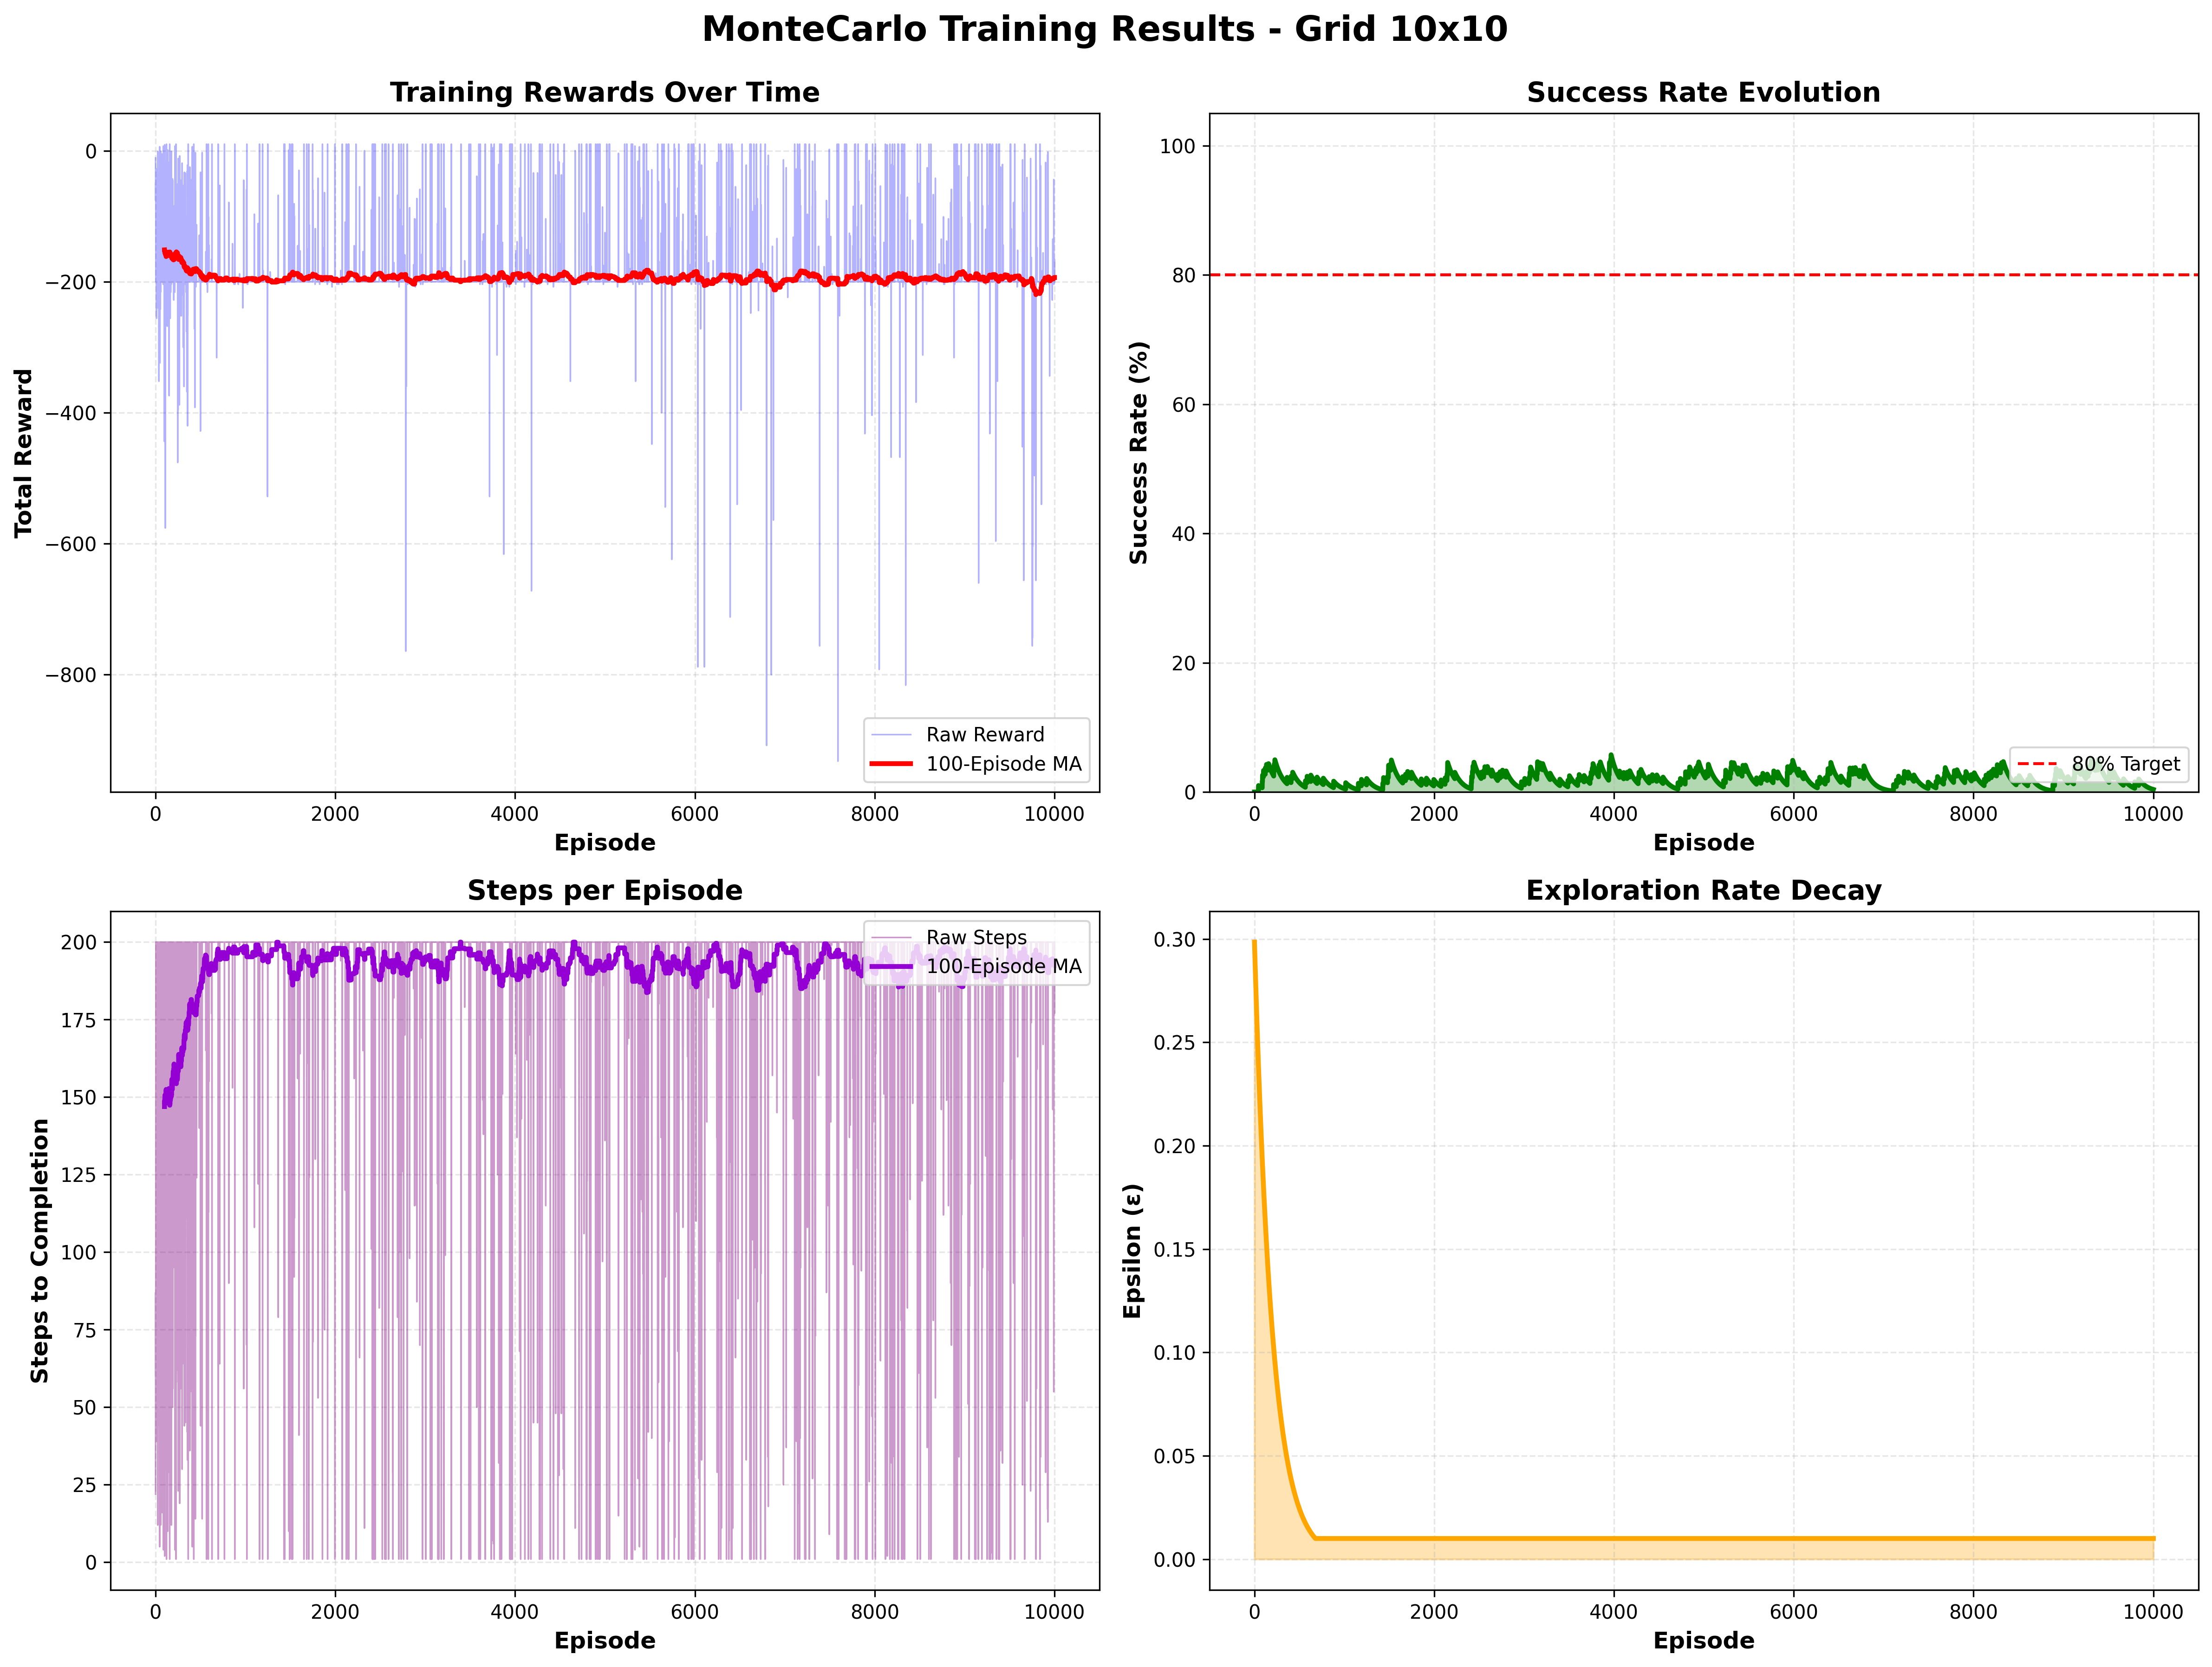 MonteCarlo Training Results - Grid 10x10
Training Rewards Over Time
Total Reward
0
−200
−400
−600
−800
0 2000 4000 6000 8000 10000
Episode
Raw Reward
100-Episode MA
Success Rate Evolution
Success Rate (%)
100
80
60
40
20
0
0 2000 4000 6000 8000 10000
Episode
80% Target
Steps per Episode
Steps to Completion
200
175
150
125
100
75
50
25
0
0 2000 4000 6000 8000 10000
Episode
Raw Steps
100-Episode MA
Exploration Rate Decay
Epsilon (ε)
0.30
0.25
0.20
0.15
0.10
0.05
0.00
0 2000 4000 6000 8000 10000
Episode